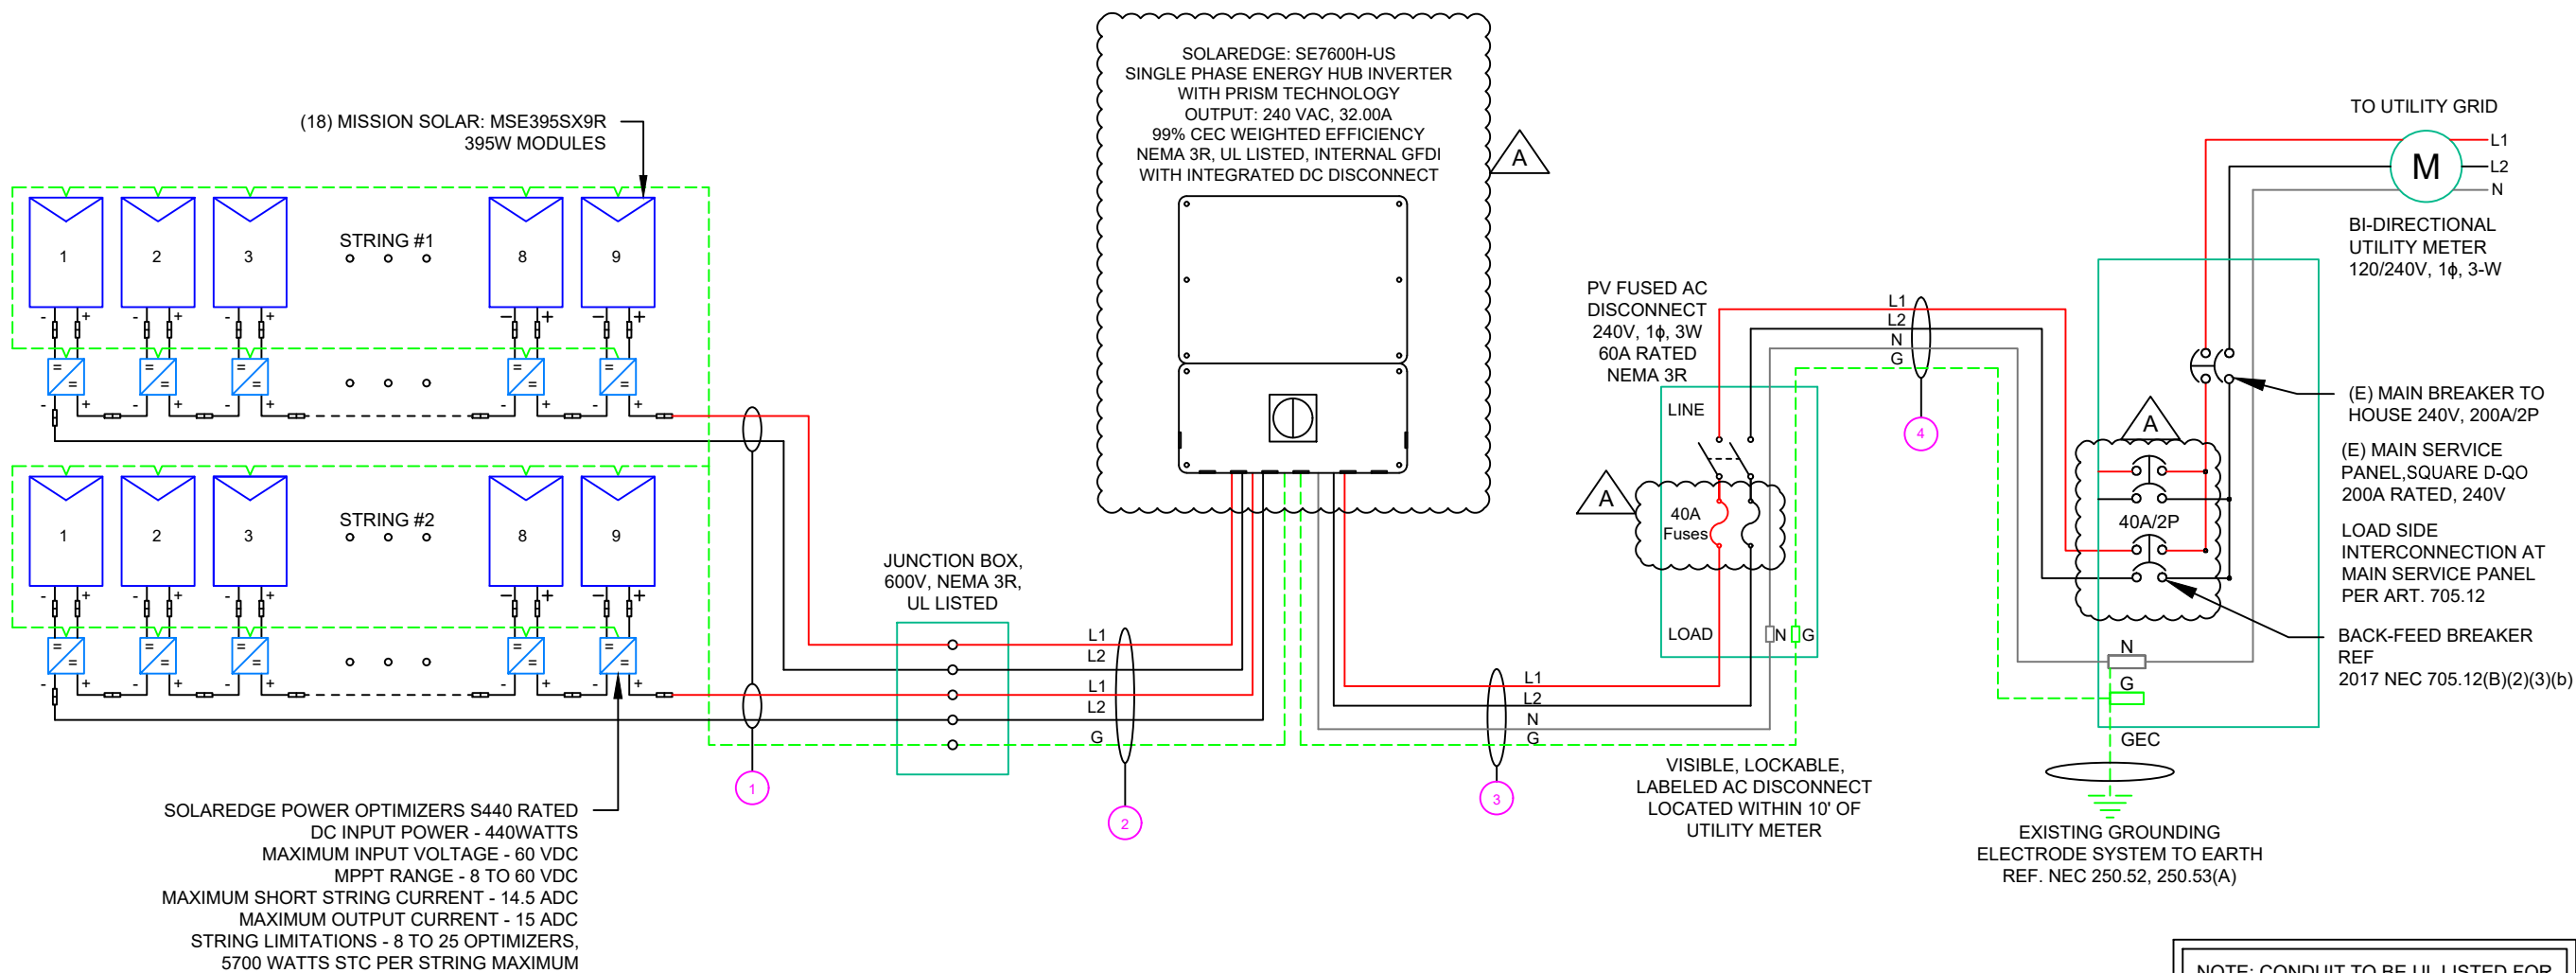 SOLAREDGE: SE7600H-US
SINGLE PHASE ENERGY HUB INVERTER
WITH PRISM TECHNOLOGY
OUTPUT: 240 VAC, 32.00A
99% CEC WEIGHTED EFFICIENCY
NEMA 3R, UL LISTED, INTERNAL GFDI
WITH INTEGRATED DC DISCONNECT
A
(18) MISSION SOLAR: MSE395SX9R
395W MODULES
1 2 3 STRING #1 8 9
- + - + - + - + - +
- + - + - + - + - +
1 2 3 STRING #2 8 9
- + - + - + - + - +
- + - + - + - + - +
SOLAREDGE POWER OPTIMIZERS S440 RATED
DC INPUT POWER - 440WATTS
MAXIMUM INPUT VOLTAGE - 60 VDC
MPPT RANGE - 8 TO 60 VDC
MAXIMUM SHORT STRING CURRENT - 14.5 ADC
MAXIMUM OUTPUT CURRENT - 15 ADC
STRING LIMITATIONS - 8 TO 25 OPTIMIZERS,
5700 WATTS STC PER STRING MAXIMUM
1
JUNCTION BOX,
600V, NEMA 3R,
UL LISTED
L1
L2
L1
L2
G
2
L1
L2
N
G
3
PV FUSED AC
DISCONNECT
240V, 1ϕ, 3W
60A RATED
NEMA 3R
LINE
A
40A
Fuses
LOAD
N G
VISIBLE, LOCKABLE,
LABELED AC DISCONNECT
LOCATED WITHIN 10' OF
UTILITY METER
L1
L2
N
G
4
TO UTILITY GRID
M
L1
L2
N
BI-DIRECTIONAL
UTILITY METER
120/240V, 1ϕ, 3-W
(E) MAIN BREAKER TO
HOUSE 240V, 200A/2P
A
40A/2P
(E) MAIN SERVICE
PANEL,SQUARE D-QO
200A RATED, 240V
LOAD SIDE
INTERCONNECTION AT
MAIN SERVICE PANEL
PER ART. 705.12
BACK-FEED BREAKER
REF
2017 NEC 705.12(B)(2)(3)(b)
N
G
GEC
EXISTING GROUNDING
ELECTRODE SYSTEM TO EARTH
REF. NEC 250.52, 250.53(A)
NOTE: CONDUIT TO BE UL LISTED FOR